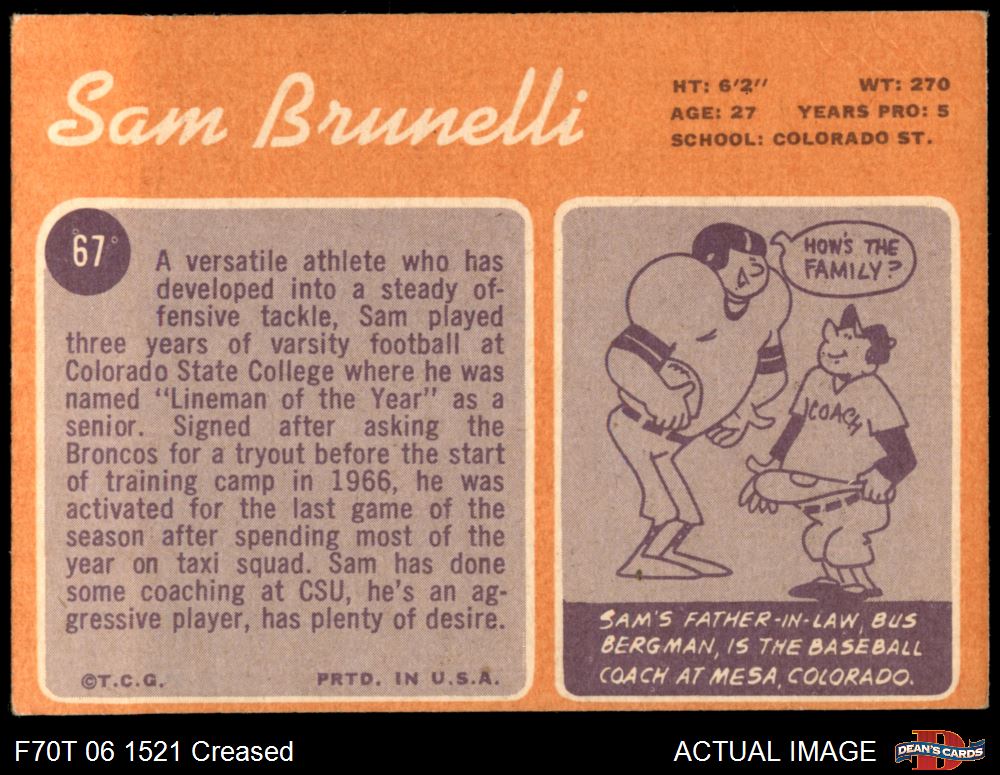 Sam Brunelli
HT: 6'2''
WT: 270
AGE: 27
YEARS PRO: 5
SCHOOL: COLORADO ST.
67
A versatile athlete who has
developed into a steady of-
fensive tackle, Sam played
three years of varsity football at
Colorado State College where he was
named "Lineman of the Year" as a
senior. Signed after asking the
Broncos for a tryout before the start
of training camp in 1966, he was
activated for the last game of the
season after spending most of the
year on taxi squad. Sam has done
some coaching at CSU, he's an ag-
gressive player, has plenty of desire.
©T.C.G.
PRTD. IN U.S.A.
HOW'S THE
FAMILY?
COACH
SAM'S FATHER-IN-LAW, BUS
BERGMAN, IS THE BASEBALL
COACH AT MESA, COLORADO.
F70T 06 1521 Creased
ACTUAL IMAGE
D
DEAN'S CARDS